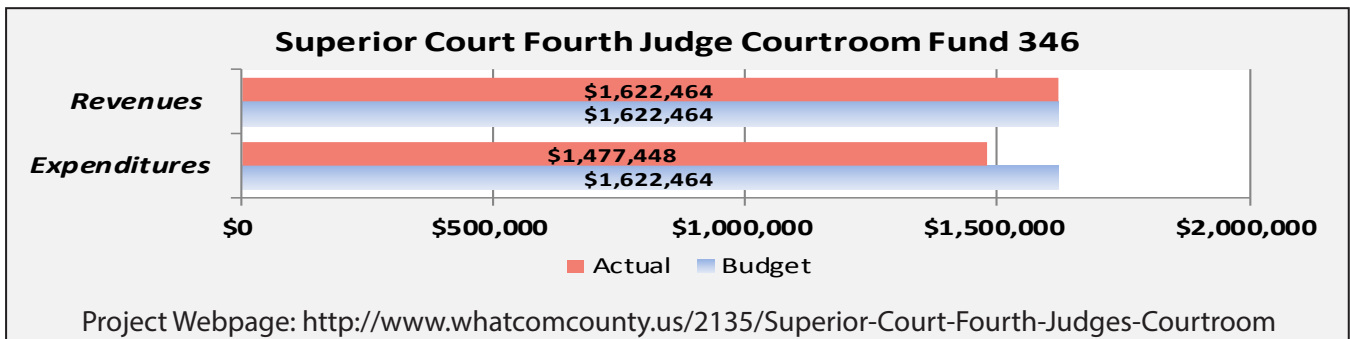 Superior Court Fourth Judge Courtroom Fund 346
Revenues
$1,622,464
$1,622,464
Expenditures
$1,477,448
$1,622,464
$0 $500,000 $1,000,000 $1,500,000 $2,000,000
Actual Budget
Project Webpage: http://www.whatcomcounty.us/2135/Superior-Court-Fourth-Judges-Courtroom